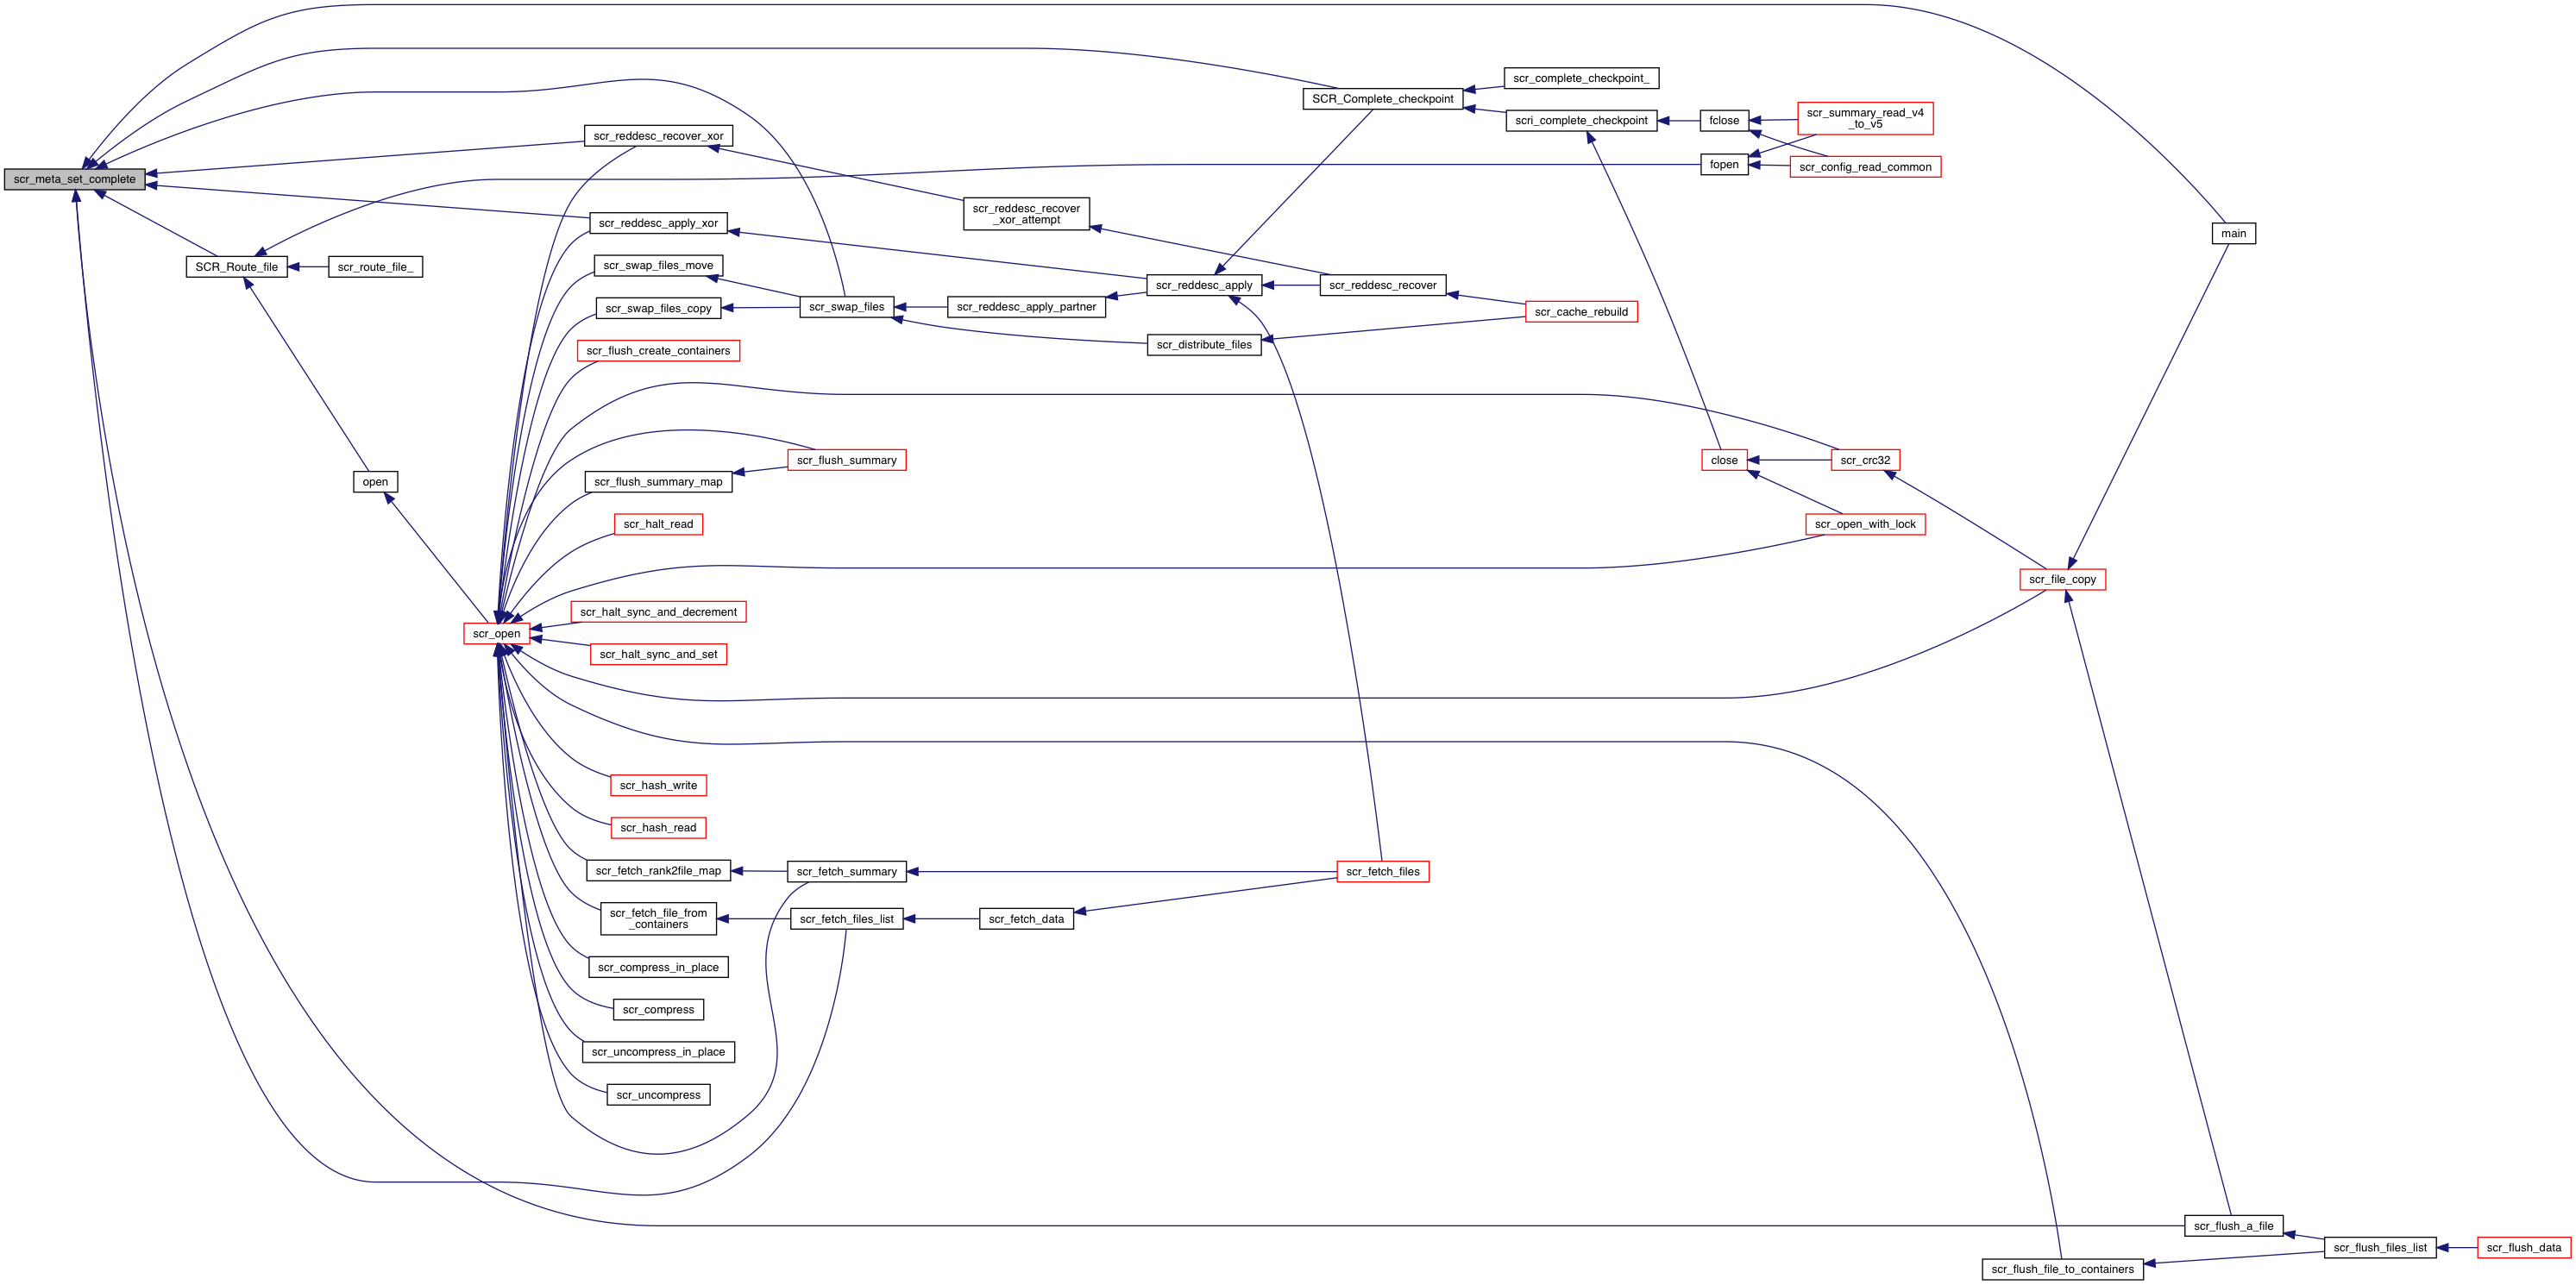 scr_complete_checkpoint_
SCR_Complete_checkpoint
scr_summary_read_v4
_to_v5
scri_complete_checkpoint
fclose
scr_reddesc_recover_xor
fopen
scr_config_read_common
scr_meta_set_complete
scr_reddesc_recover
_xor_attempt
scr_reddesc_apply_xor
main
SCR_Route_file
scr_route_file_
scr_swap_files_move
scr_reddesc_apply
scr_reddesc_recover
scr_swap_files_copy
scr_swap_files
scr_reddesc_apply_partner
scr_cache_rebuild
scr_distribute_files
scr_flush_create_containers
scr_flush_summary
close
scr_crc32
open
scr_flush_summary_map
scr_halt_read
scr_open_with_lock
scr_file_copy
scr_halt_sync_and_decrement
scr_open
scr_halt_sync_and_set
scr_hash_write
scr_hash_read
scr_fetch_rank2file_map
scr_fetch_summary
scr_fetch_files
scr_fetch_file_from
_containers
scr_fetch_files_list
scr_fetch_data
scr_compress_in_place
scr_compress
scr_uncompress_in_place
scr_uncompress
scr_flush_a_file
scr_flush_files_list
scr_flush_data
scr_flush_file_to_containers